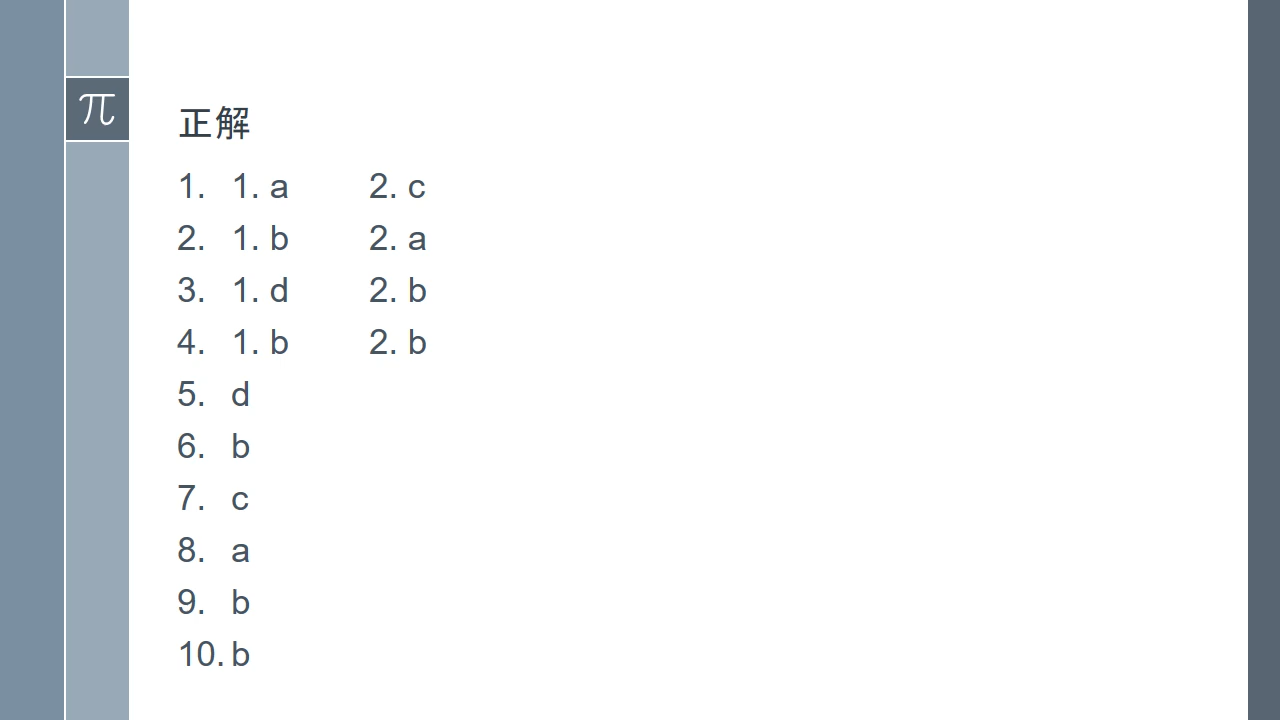 π
正解
1. 1. a 2. c
2. 1. b 2. a
3. 1. d 2. b
4. 1. b 2. b
5. d
6. b
7. c
8. a
9. b
10. b